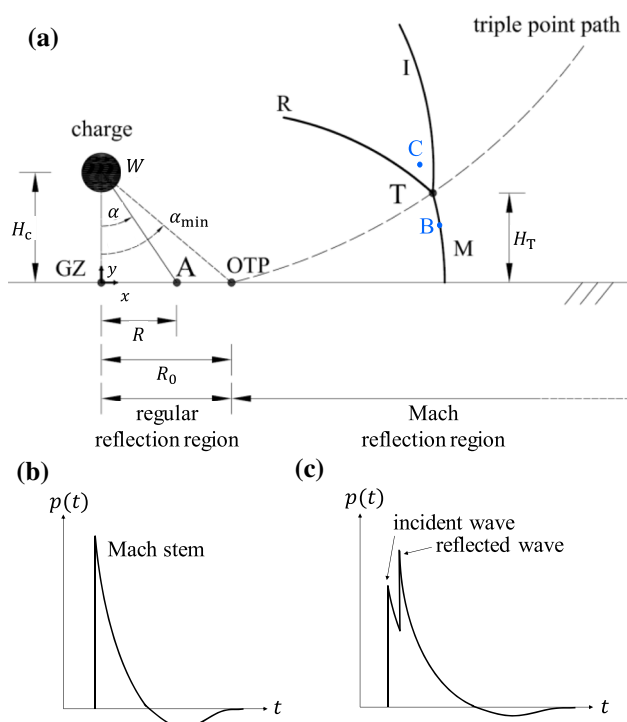 (a)
triple point path
I
R
charge
W
C
T
α
α_min
H_c
B
H_T
M
GZ
y
x
A
OTP
R
R_0
regular
reflection region
Mach
reflection region
(b)
p(t)
Mach stem
t
(c)
p(t)
incident wave
reflected wave
t